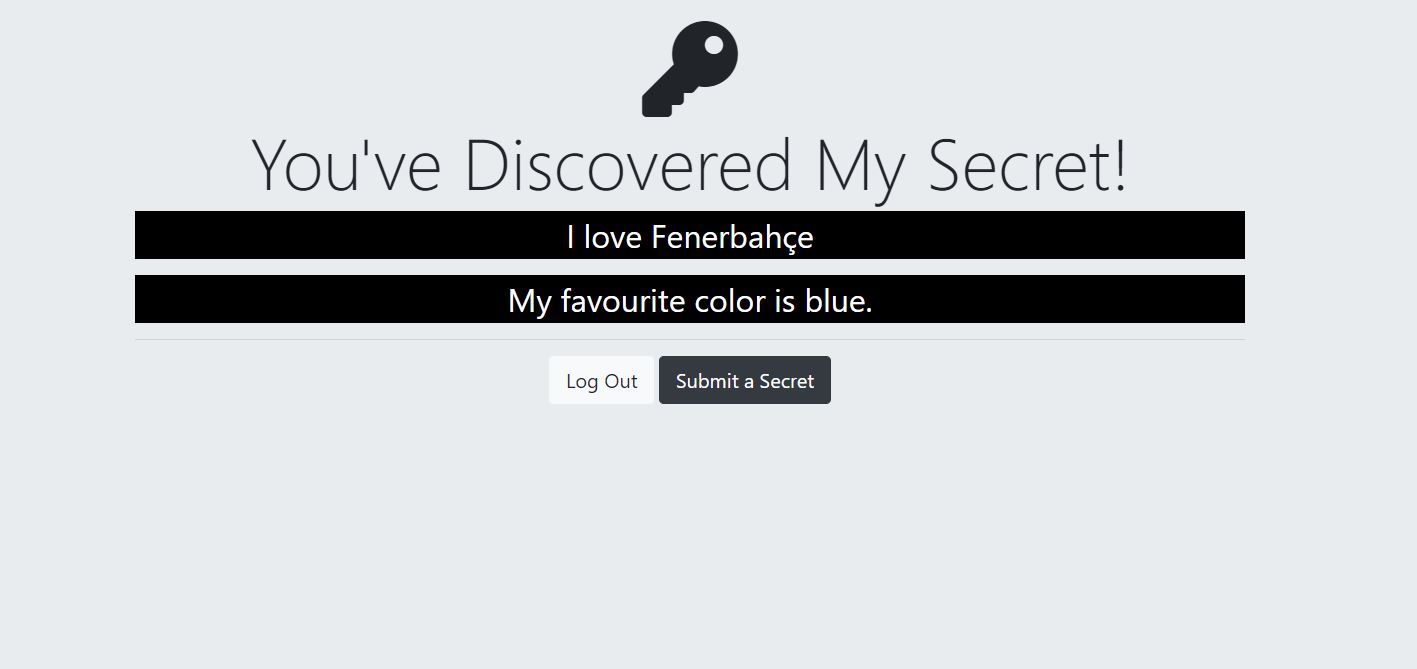 You've Discovered My Secret!
I love Fenerbahçe
My favourite color is blue.
Log Out
Submit a Secret